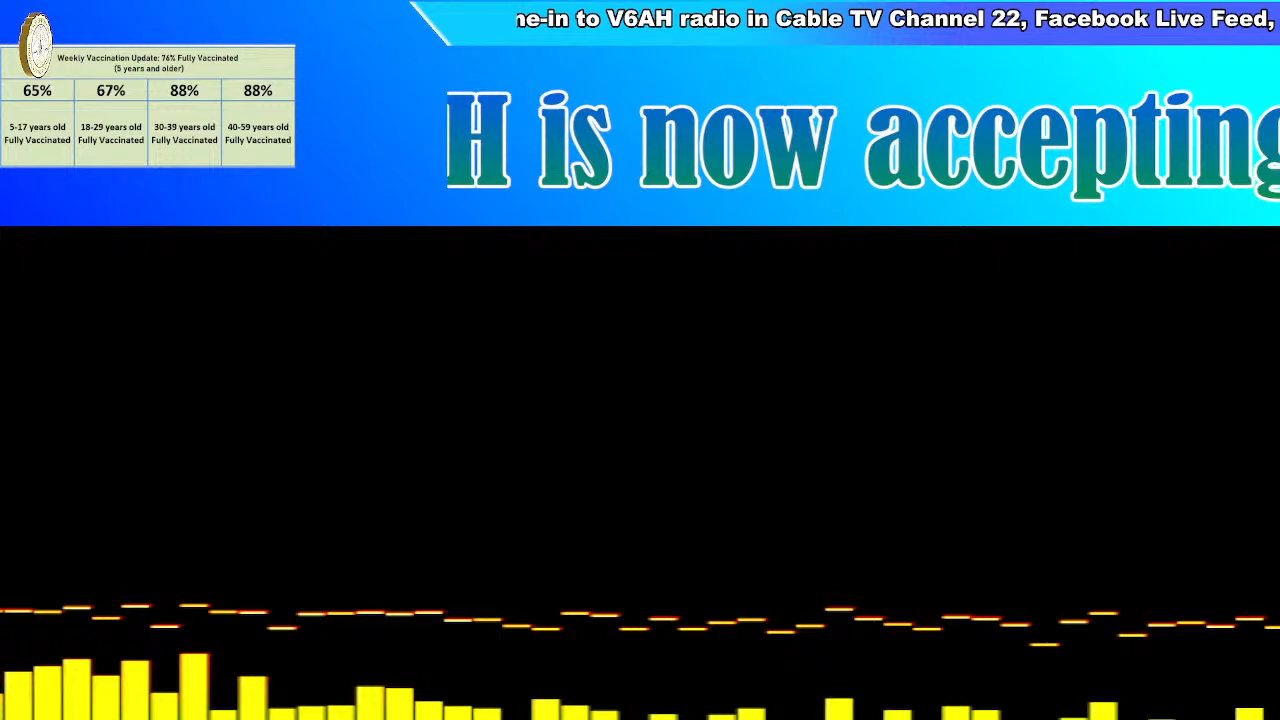 ne-in to V6AH radio in Cable TV Channel 22, Facebook Live Feed,
Weekly Vaccination Update: 76% Fully Vaccinated
(5 years and older)
65% 67% 88% 88%
5-17 years old 18-29 years old 30-39 years old 40-59 years old
Fully Vaccinated Fully Vaccinated Fully Vaccinated Fully Vaccinated
H is now accepting